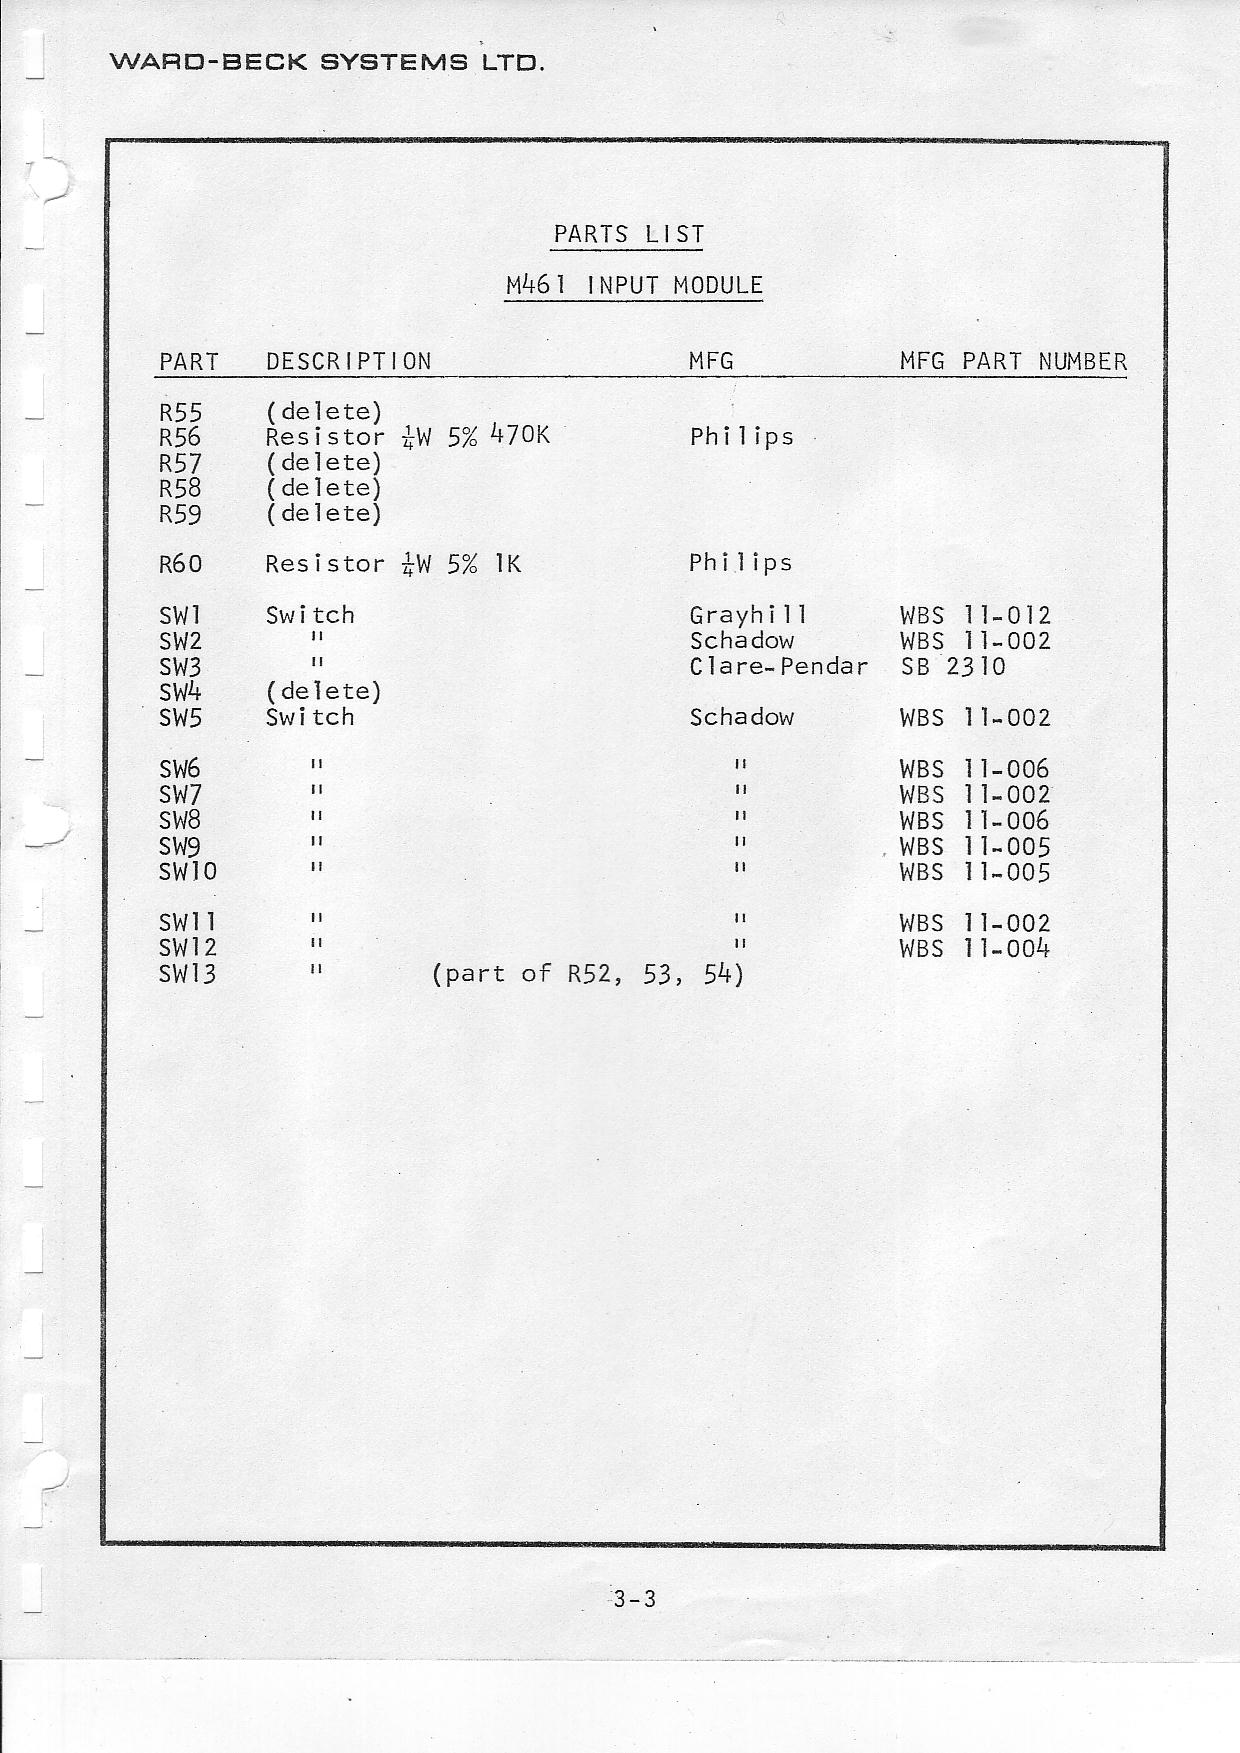 WARD-BECK SYSTEMS LTD.
PARTS LIST
M461 INPUT MODULE
PART DESCRIPTION MFG MFG PART NUMBER
R55 (delete)
R56 Resistor ¼W 5% 470K Philips
R57 (delete)
R58 (delete)
R59 (delete)
R60 Resistor ¼W 5% 1K Philips
SW1 Switch Grayhill WBS 11-012
SW2 " Schadow WBS 11-002
SW3 " Clare-Pendar SB 2310
SW4 (delete)
SW5 Switch Schadow WBS 11-002
SW6 " " WBS 11-006
SW7 " " WBS 11-002
SW8 " " WBS 11-006
SW9 " " WBS 11-005
SW10 " " WBS 11-005
SW11 " " WBS 11-002
SW12 " " WBS 11-004
SW13 " (part of R52, 53, 54)
3-3